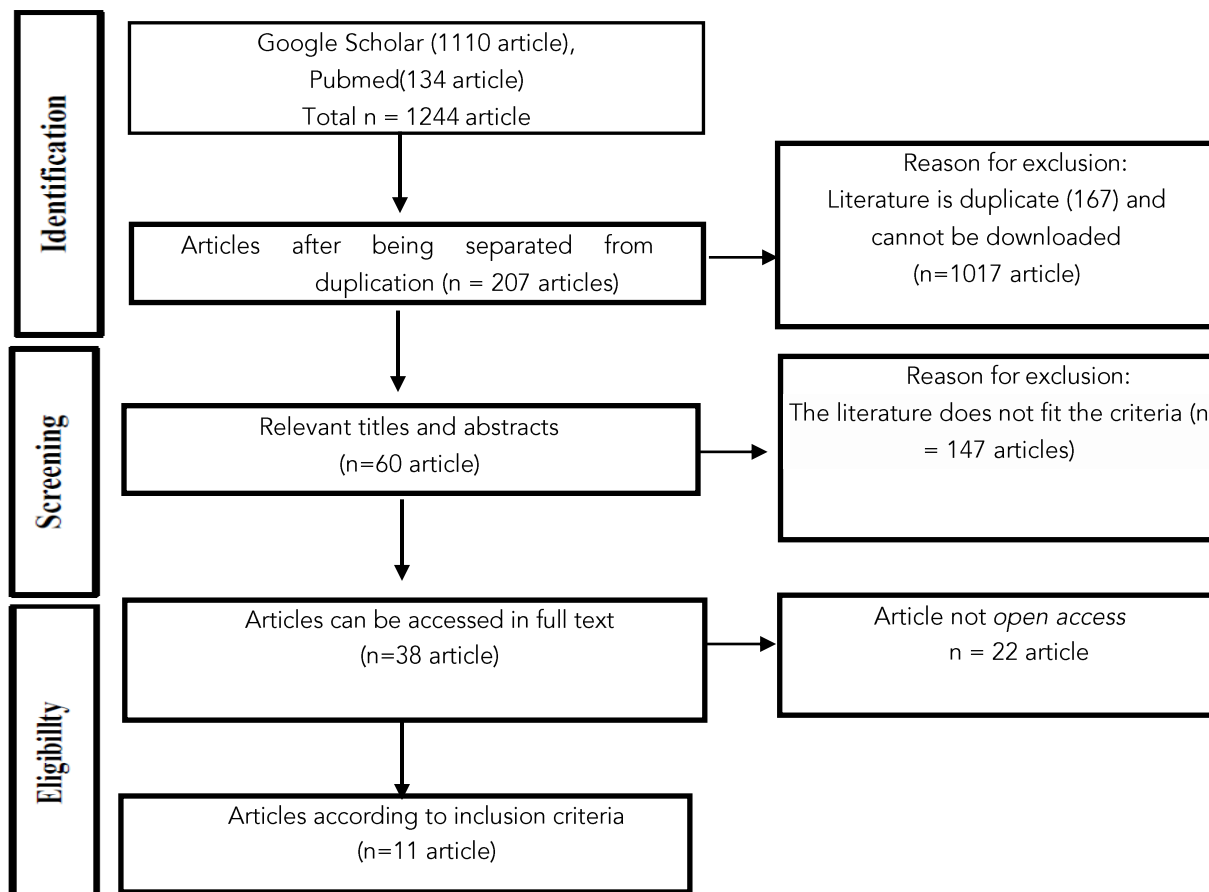 Identification
Google Scholar (1110 article),
Pubmed(134 article)
Total n = 1244 article
Articles after being separated from
duplication (n = 207 articles)
Reason for exclusion:
Literature is duplicate (167) and
cannot be downloaded
(n=1017 article)
Screening
Relevant titles and abstracts
(n=60 article)
Reason for exclusion:
The literature does not fit the criteria (n
= 147 articles)
Eligibilty
Articles can be accessed in full text
(n=38 article)
Article not open access
n = 22 article
Articles according to inclusion criteria
(n=11 article)